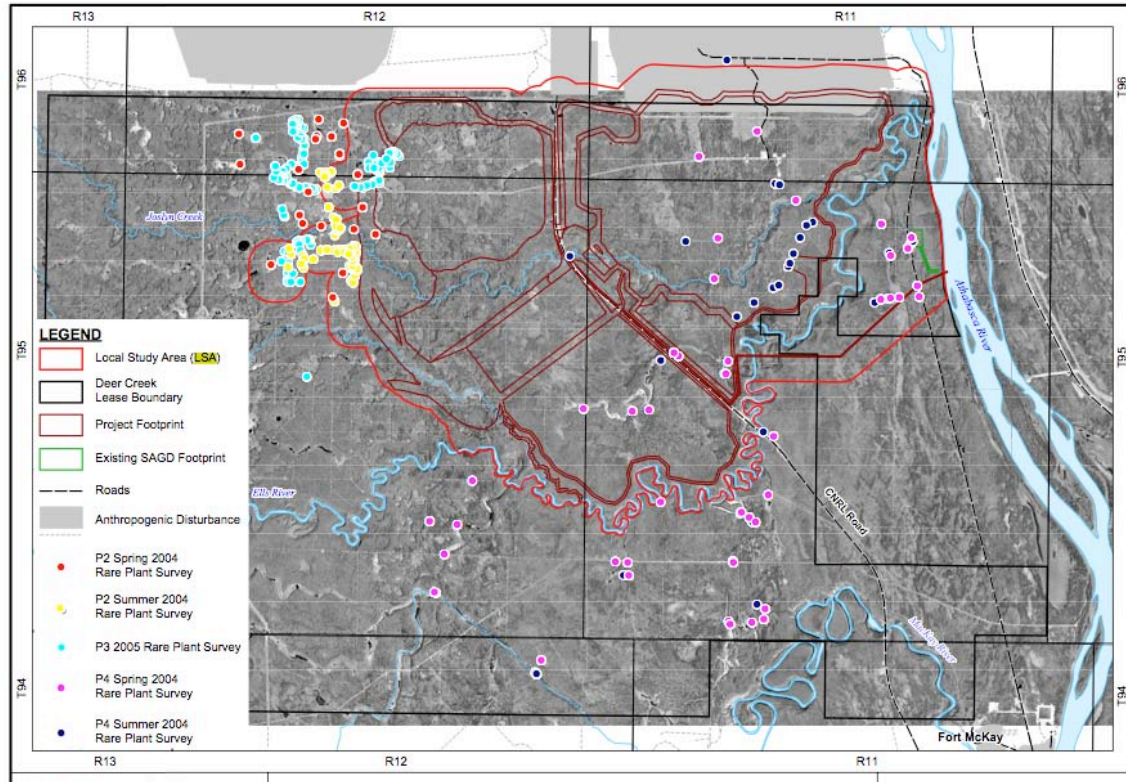 R13
R12
R11
T96
T96
Joslyn Creek
Athabasca River
LEGEND
Local Study Area (LSA)
Deer Creek
Lease Boundary
Project Footprint
Existing SAGD Footprint
Roads
Anthropogenic Disturbance
P2 Spring 2004
Rare Plant Survey
P2 Summer 2004
Rare Plant Survey
P3 2005 Rare Plant Survey
P4 Spring 2004
Rare Plant Survey
P4 Summer 2004
Rare Plant Survey
T95
T95
Ells River
CNRL Road
MacKay River
T94
T94
Fort McKay
R13
R12
R11